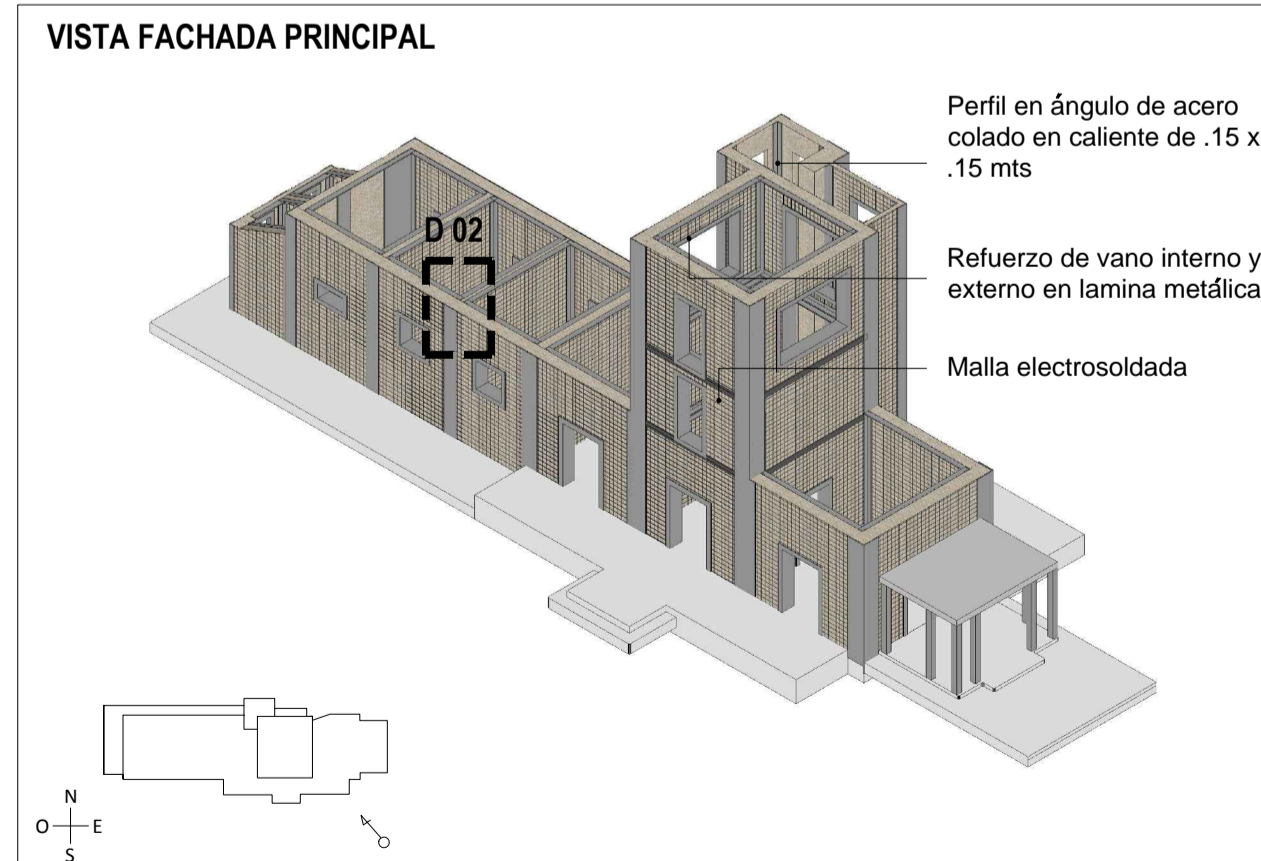 VISTA FACHADA PRINCIPAL
Perfil en ángulo de acero
colado en caliente de .15 x
.15 mts
D 02
Refuerzo de vano interno y
externo en lamina metálica
Malla electrosoldada
N
O E
S